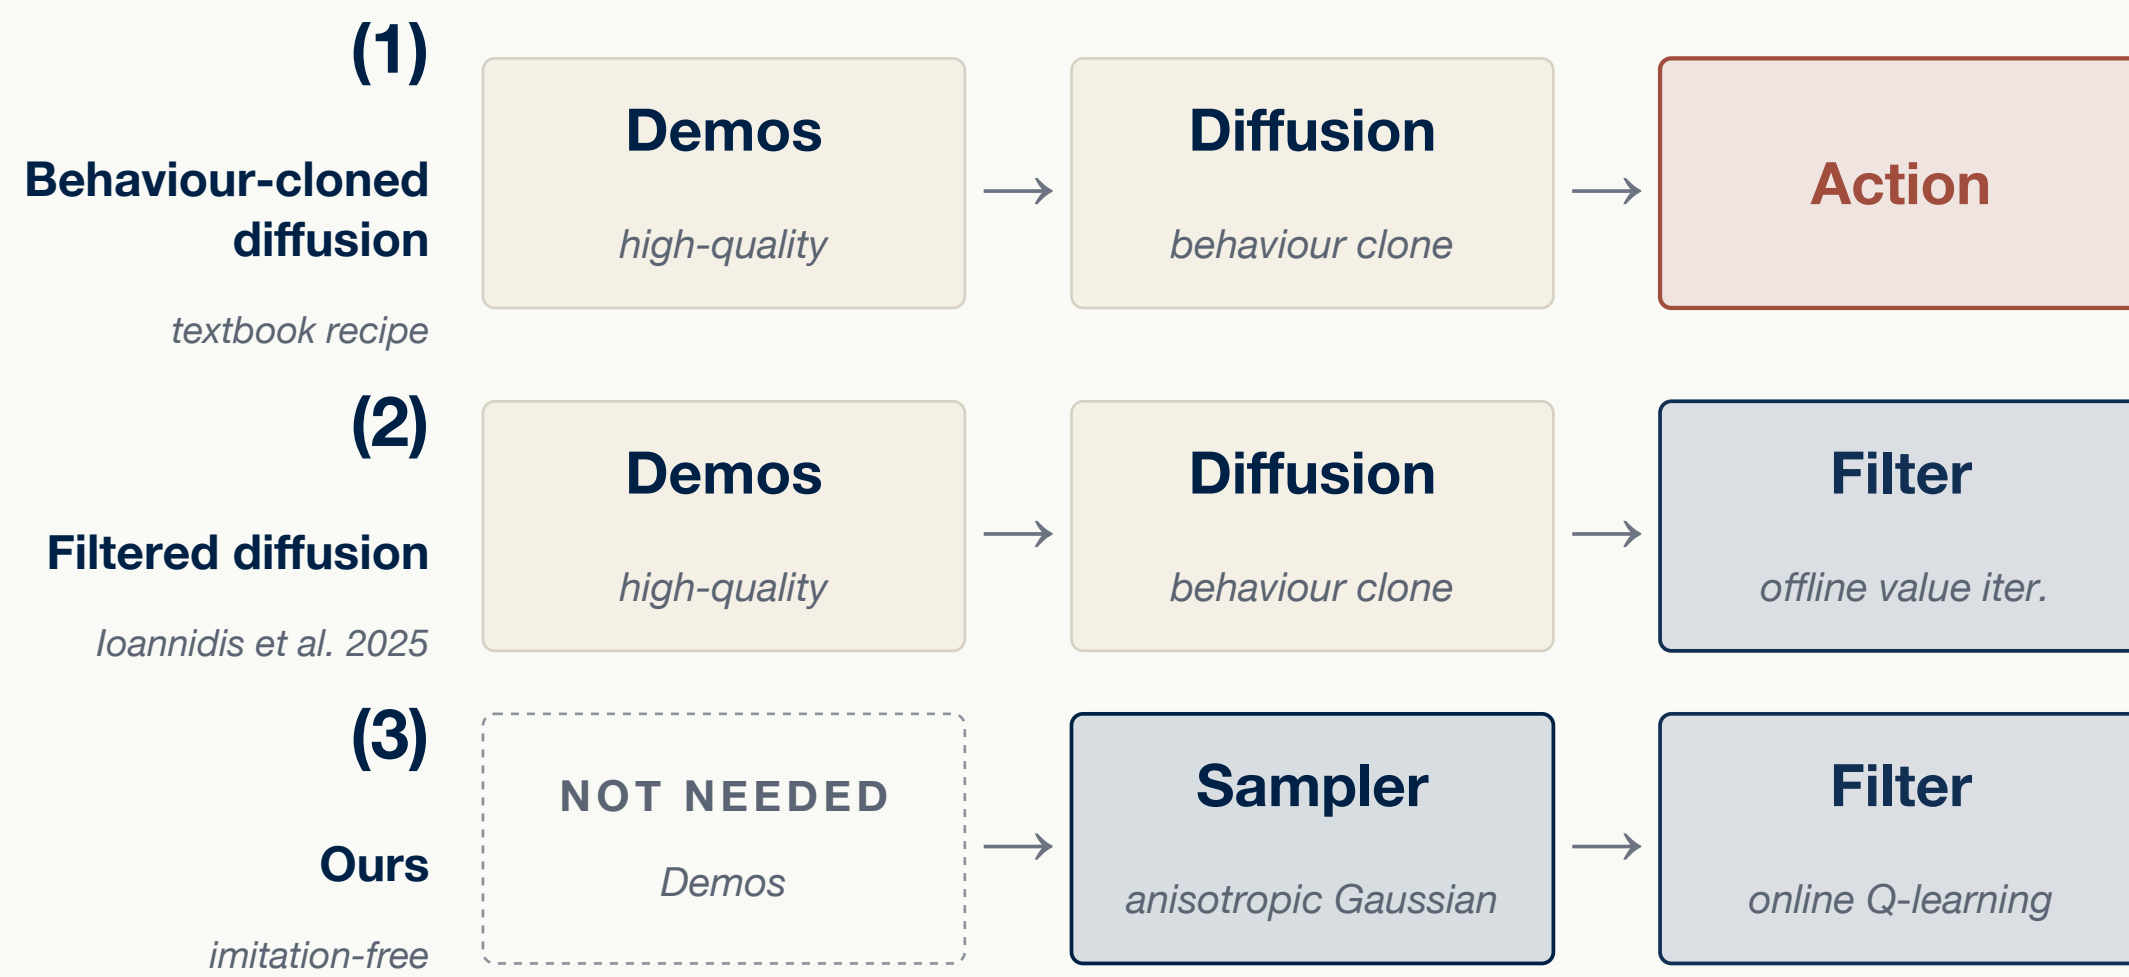 (1)
Behaviour-cloned
diffusion
textbook recipe
Demos
high-quality
→
Diffusion
behaviour clone
→
Action
(2)
Filtered diffusion
Ioannidis et al. 2025
Demos
high-quality
→
Diffusion
behaviour clone
→
Filter
offline value iter.
(3)
Ours
imitation-free
NOT NEEDED
Demos
→
Sampler
anisotropic Gaussian
→
Filter
online Q-learning